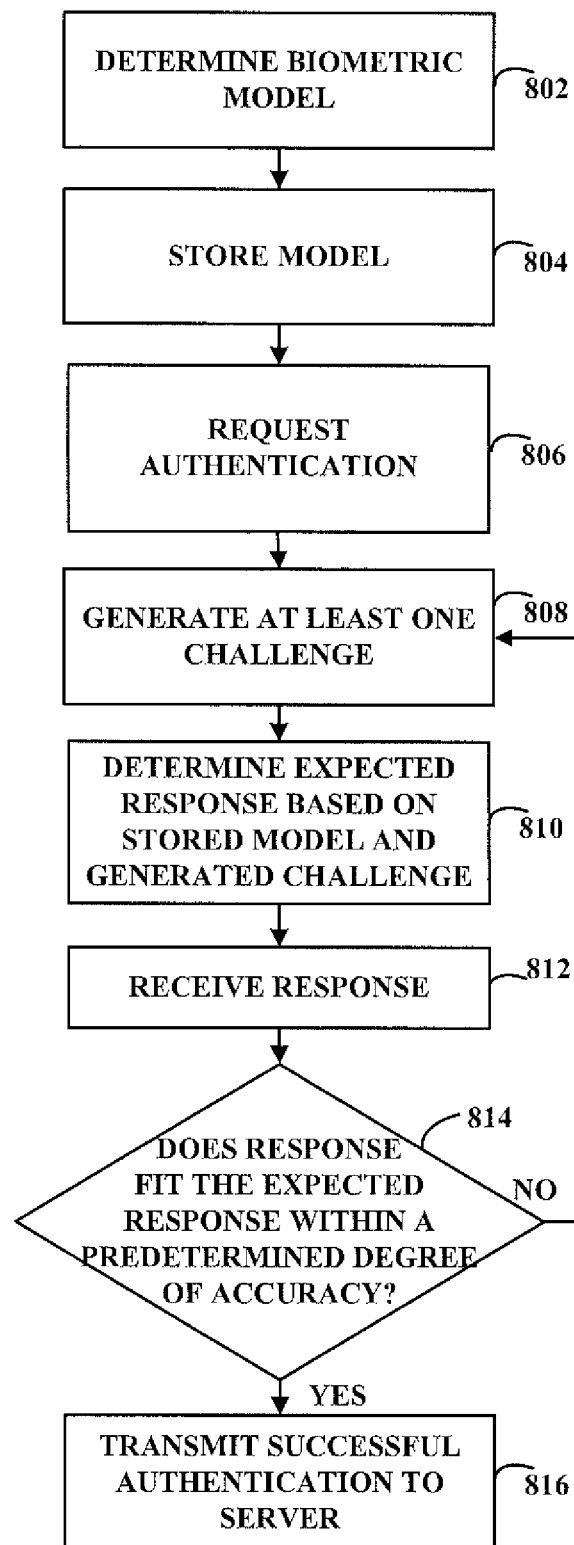 DETERMINE BIOMETRIC
MODEL
802
STORE MODEL
804
REQUEST
AUTHENTICATION
806
GENERATE AT LEAST ONE
CHALLENGE
808
DETERMINE EXPECTED
RESPONSE BASED ON
STORED MODEL AND
GENERATED CHALLENGE
810
RECEIVE RESPONSE
812
814
DOES RESPONSE
FIT THE EXPECTED
RESPONSE WITHIN A
PREDETERMINED DEGREE
OF ACCURACY?
NO
YES
TRANSMIT SUCCESSFUL
AUTHENTICATION TO
SERVER
816